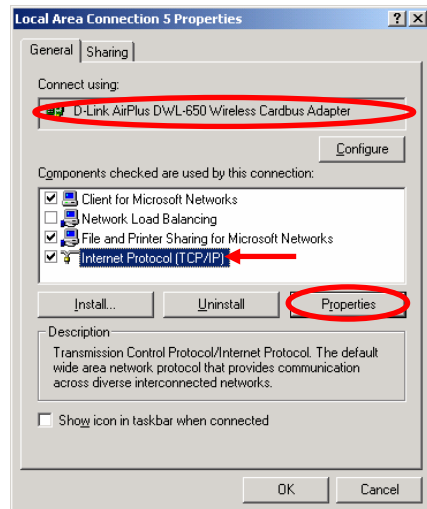 Local Area Connection 5 Properties
? X
General
Sharing
Connect using:
D-Link AirPlus DWL-650 Wireless Cardbus Adapter
Configure
Components checked are used by this connection:
Client for Microsoft Networks
Network Load Balancing
File and Printer Sharing for Microsoft Networks
Internet Protocol (TCP/IP)
Install...
Uninstall
Properties
Description
Transmission Control Protocol/Internet Protocol. The default
wide area network protocol that provides communication
across diverse interconnected networks.
Show icon in taskbar when connected
OK
Cancel